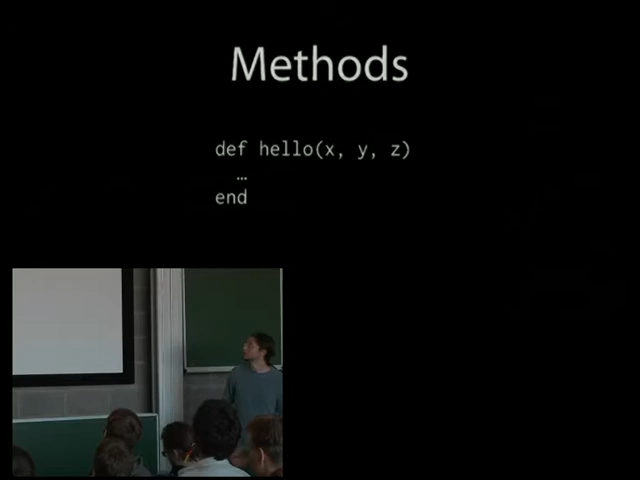 Methods
def hello(x, y, z)
…
end